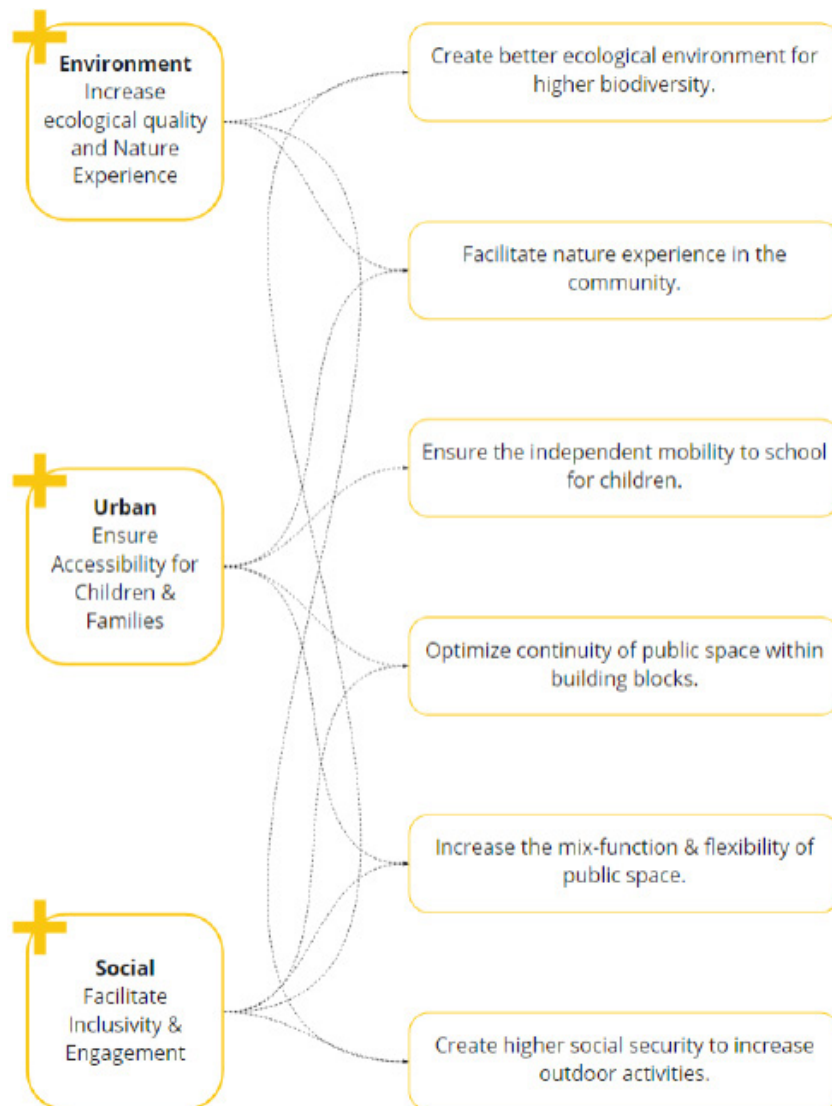 Environment
Increase
ecological quality
and Nature
Experience
Create better ecological environment for
higher biodiversity.
Facilitate nature experience in the
community.
Ensure the independent mobility to school
for children.
Urban
Ensure
Accessibility for
Children &
Families
Optimize continuity of public space within
building blocks.
Increase the mix-function & flexibility of
public space.
Social
Facilitate
Inclusivity &
Engagement
Create higher social security to increase
outdoor activities.